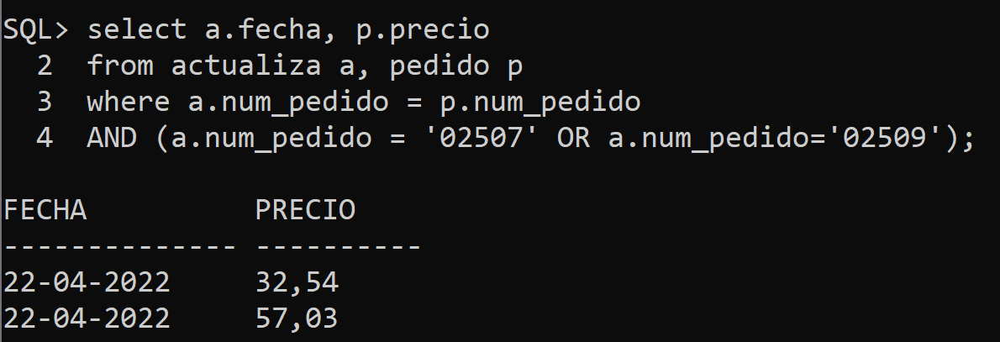 SQL> select a.fecha, p.precio
  2  from actualiza a, pedido p
  3  where a.num_pedido = p.num_pedido
  4  AND (a.num_pedido = '02507' OR a.num_pedido='02509');

FECHA          PRECIO
-------------- ----------
22-04-2022     32,54
22-04-2022     57,03